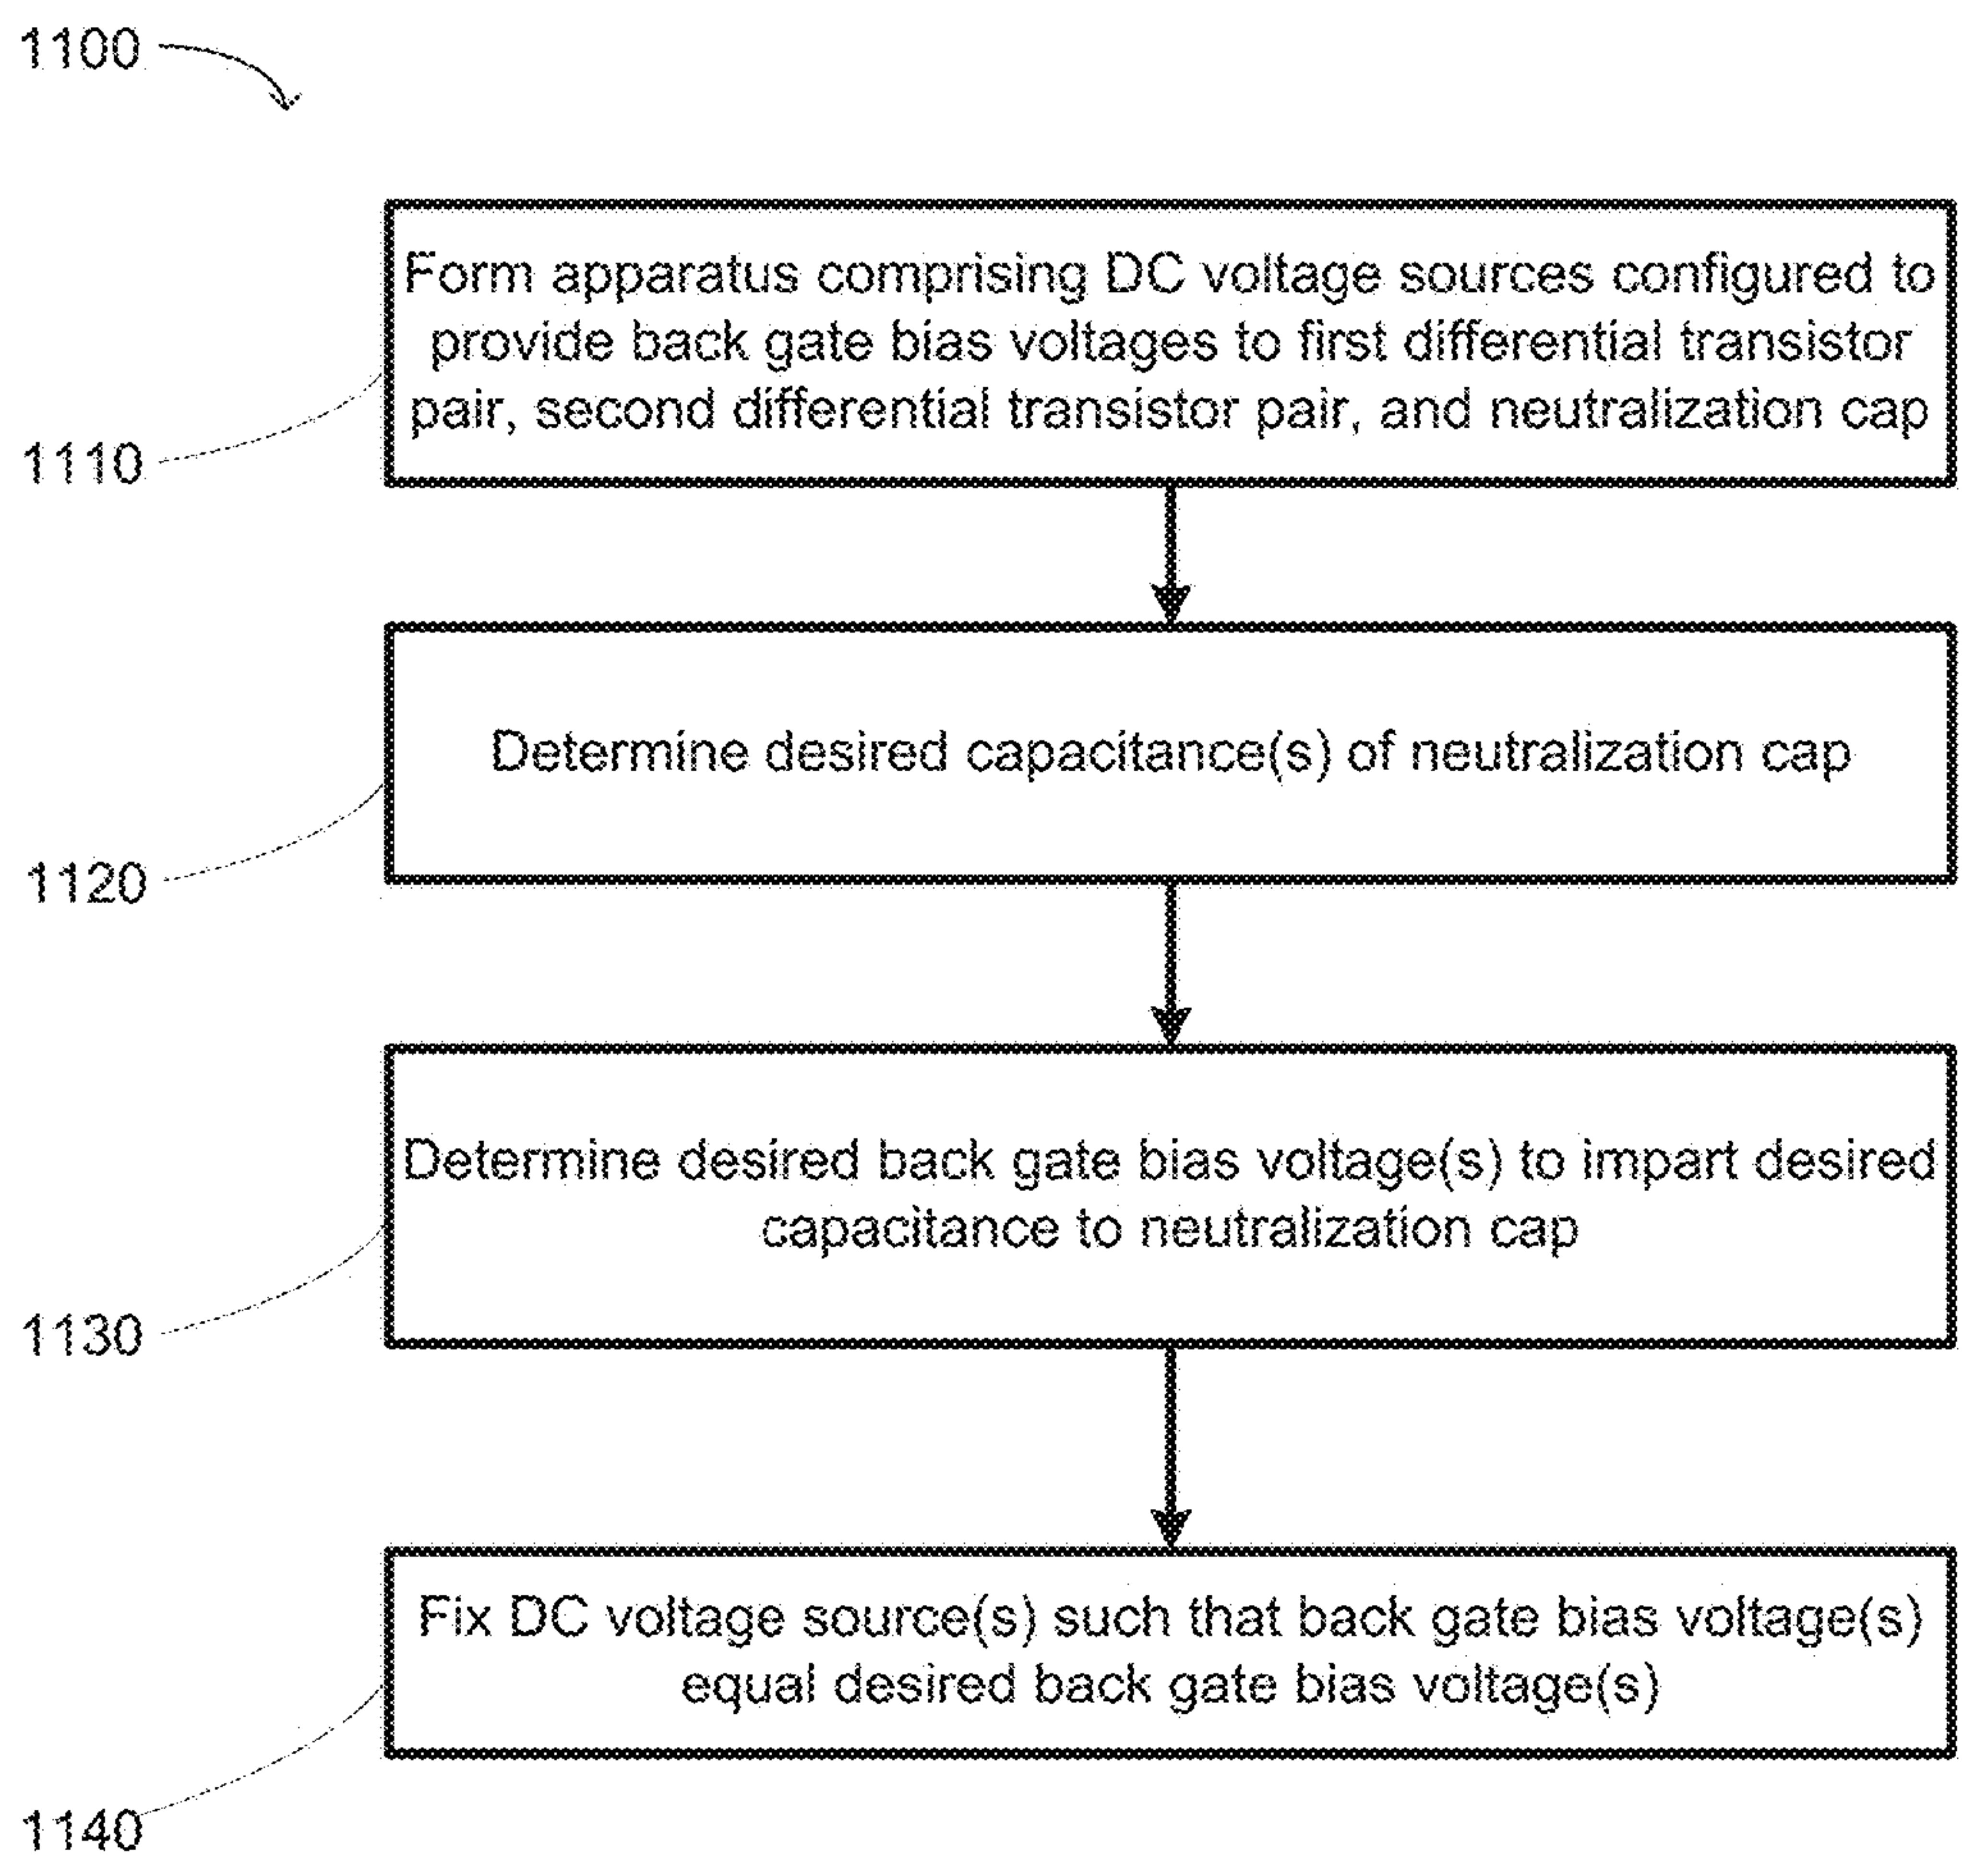 1100
Form apparatus comprising DC voltage sources configured to
provide back gate bias voltages to first differential transistor
pair, second differential transistor pair, and neutralization cap
1110
Determine desired capacitance(s) of neutralization cap
1120
Determine desired back gate bias voltage(s) to impart desired
capacitance to neutralization cap
1130
Fix DC voltage source(s) such that back gate bias voltage(s)
equal desired back gate bias voltage(s)
1140